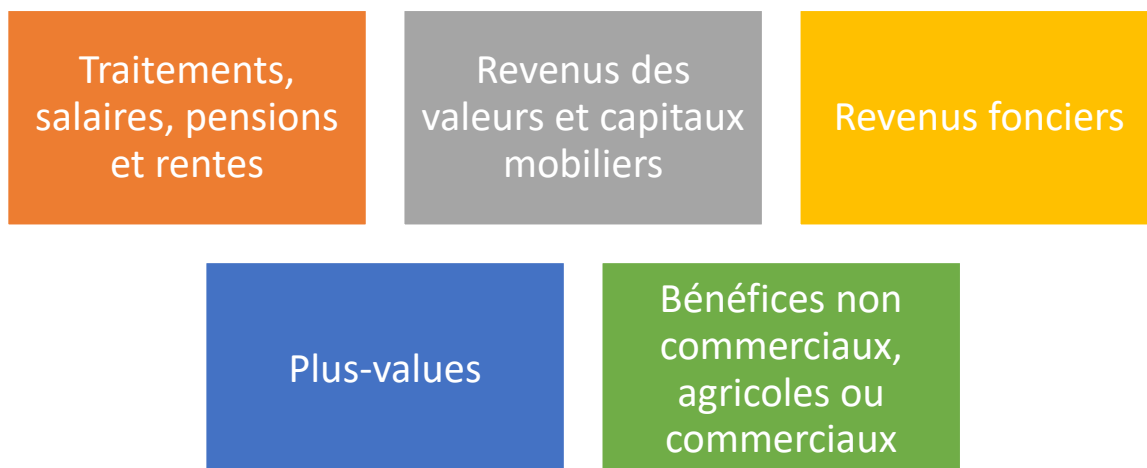 Traitements,
salaires, pensions
et rentes
Revenus des
valeurs et capitaux
mobiliers
Revenus fonciers
Plus-values
Bénéfices non
commerciaux,
agricoles ou
commerciaux